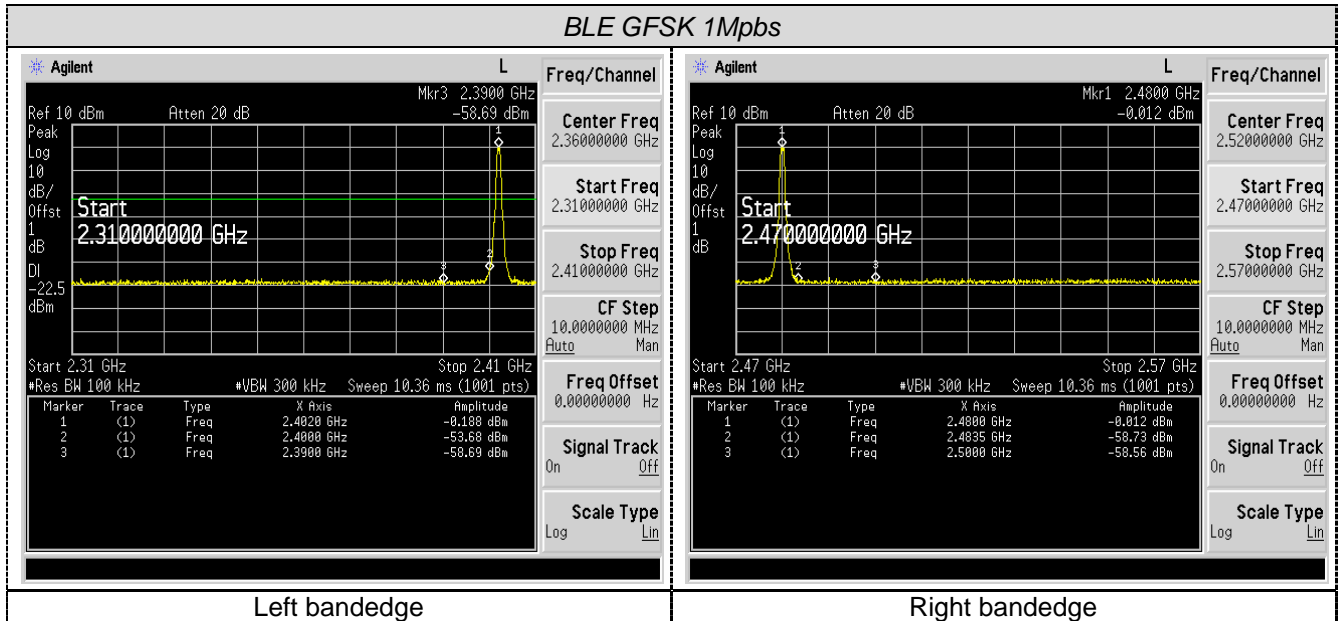 BLE GFSK 1Mpbs
Agilent L
Mkr3 2.3900 GHz
Ref 10 dBm Atten 20 dB -58.69 dBm
Peak
Log
10
dB/
Offst
1
dB
DI
-22.5
dBm
1
2
3
Start
2.310000000 GHz
Start 2.31 GHz Stop 2.41 GHz
#Res BW 100 kHz #VBW 300 kHz Sweep 10.36 ms (1001 pts)
Marker Trace Type X Axis Amplitude
1 (1) Freq 2.4020 GHz -0.188 dBm
2 (1) Freq 2.4000 GHz -53.68 dBm
3 (1) Freq 2.3900 GHz -58.69 dBm
Freq/Channel
Center Freq
2.36000000 GHz
Start Freq
2.31000000 GHz
Stop Freq
2.41000000 GHz
CF Step
10.0000000 MHz
Auto Man
Freq Offset
0.00000000 Hz
Signal Track
On Off
Scale Type
Log Lin
Left bandedge
Agilent L
Mkr1 2.4800 GHz
Ref 10 dBm Atten 20 dB -0.012 dBm
Peak
Log
10
dB/
Offst
1
dB
1
2
3
Start
2.470000000 GHz
Start 2.47 GHz Stop 2.57 GHz
#Res BW 100 kHz #VBW 300 kHz Sweep 10.36 ms (1001 pts)
Marker Trace Type X Axis Amplitude
1 (1) Freq 2.4800 GHz -0.012 dBm
2 (1) Freq 2.4835 GHz -58.73 dBm
3 (1) Freq 2.5000 GHz -58.56 dBm
Freq/Channel
Center Freq
2.52000000 GHz
Start Freq
2.47000000 GHz
Stop Freq
2.57000000 GHz
CF Step
10.0000000 MHz
Auto Man
Freq Offset
0.00000000 Hz
Signal Track
On Off
Scale Type
Log Lin
Right bandedge